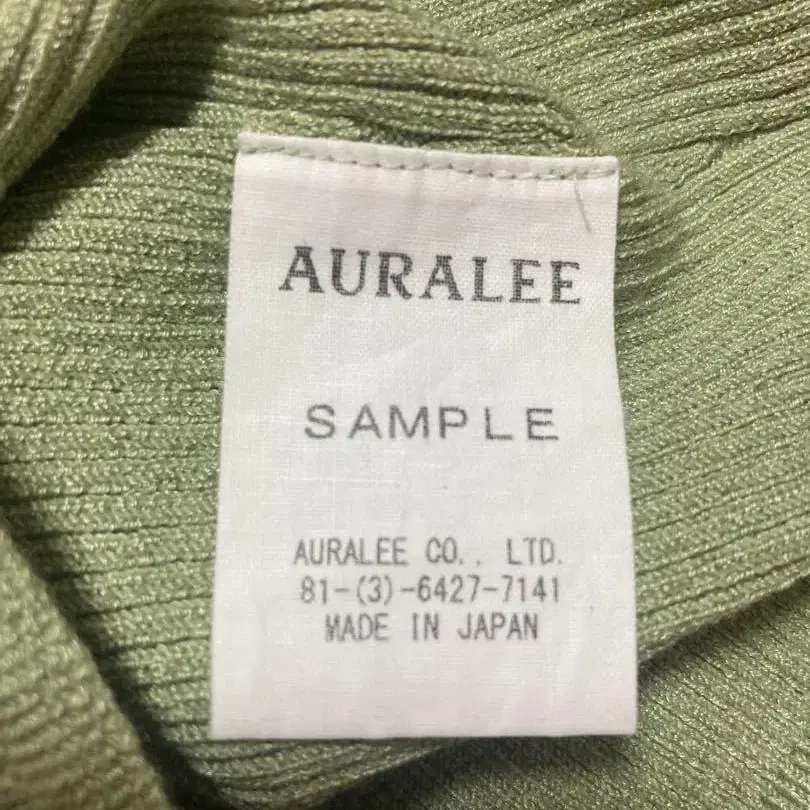 AURALEE
SAMPLE
AURALEE CO., LTD.
81-(3)-6427-7141
MADE IN JAPAN